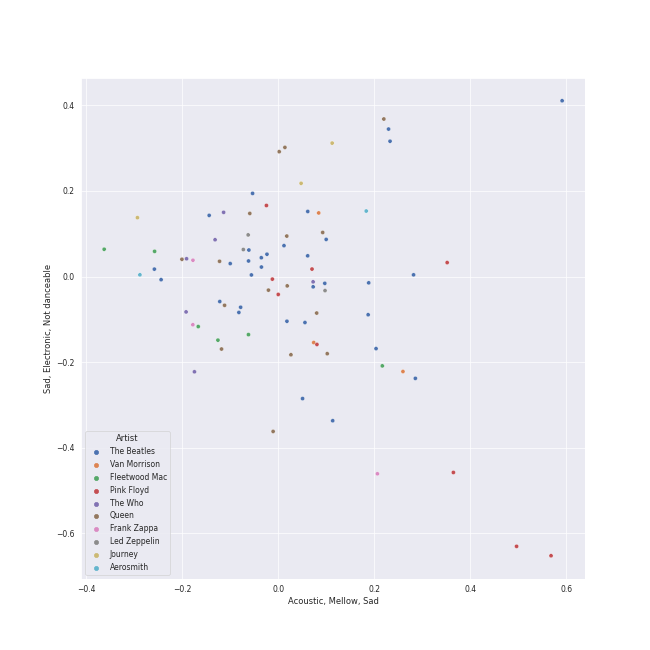 0.4
0.2
0.0
−0.2
−0.4
−0.6
Sad, Electronic, Not danceable
Artist
The Beatles
Van Morrison
Fleetwood Mac
Pink Floyd
The Who
Queen
Frank Zappa
Led Zeppelin
Journey
Aerosmith
−0.4 −0.2 0.0 0.2 0.4 0.6
Acoustic, Mellow, Sad